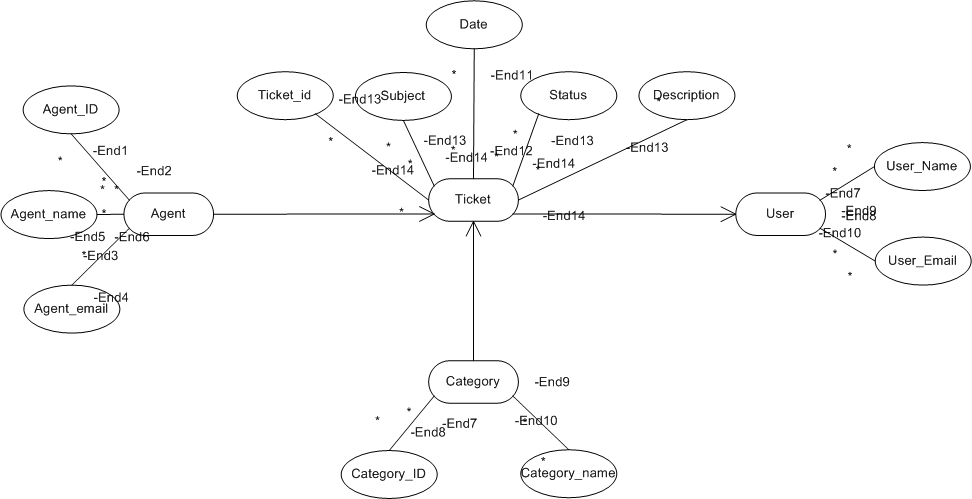 Date
*
-End11
Ticket_id
-End13
Subject
Status
Description
*
Agent_ID
*
*
*
-End13
*
-End12
*
-End13
-End13
*
-End1
*
-End2
*
-End14
-End14
*
-End14
*
User_Name
*
*
*
-End7
Agent_name
*
Agent
*
Ticket
-End14
User
-End9
-End8
-End5
-End6
-End10
*
-End3
*
User_Email
*
-End4
Agent_email
Category
-End9
*
*
-End7
-End8
*
-End10
*
Category_ID
Category_name